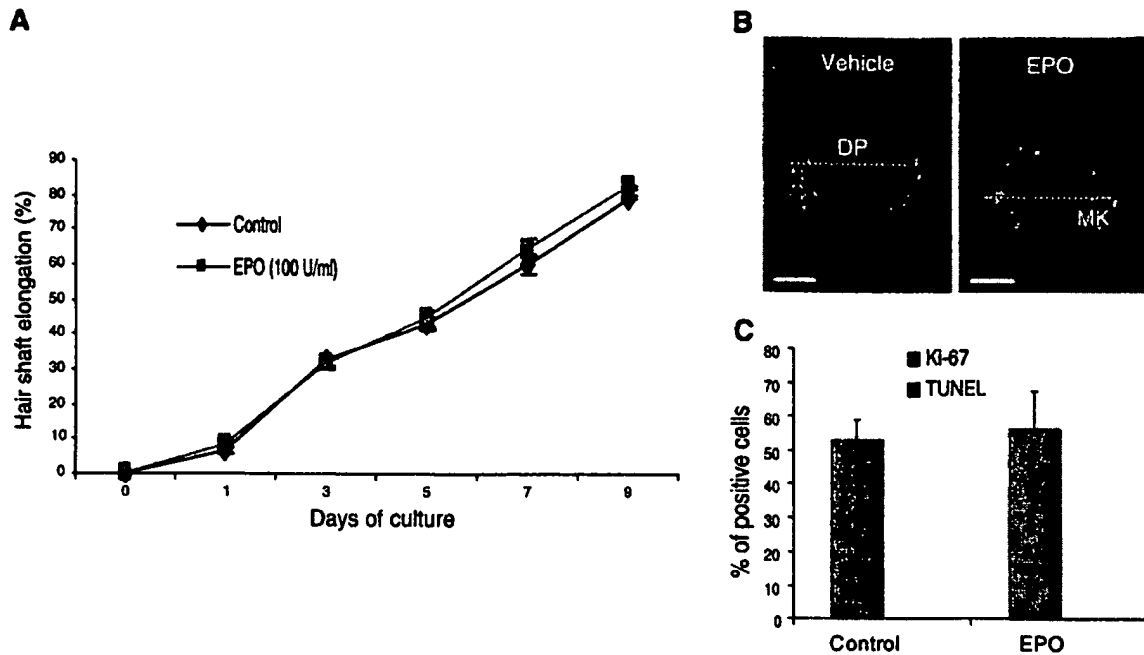 A
Hair shaft elongation (%)
90
80
70
60
50
40
30
20
10
0
Control
EPO (100 U/ml)
0 1 3 5 7 9
Days of culture
B
Vehicle
DP
EPO
MK
C
% of positive cells
80
70
60
50
40
30
20
10
0
Ki-67
TUNEL
Control EPO